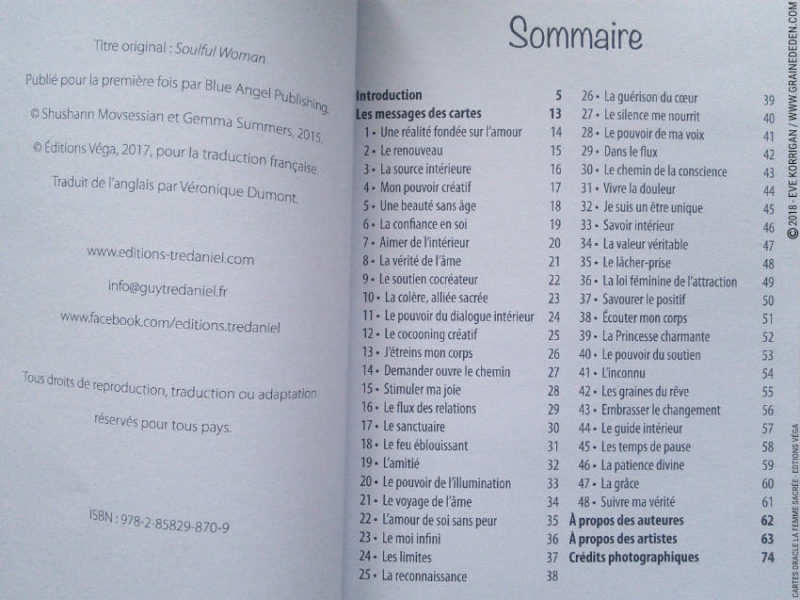 Titre original : Soulful Woman
Publié pour la première fois par Blue Angel Publishing.
© Shushann Movsessian et Gemma Summers, 2015,
© Éditions Véga, 2017, pour la traduction française,
Traduit de l'anglais par Véronique Dumont.
www.editions-tredaniel.com
info@guytredaniel.fr
www.facebook.com/editions.tredaniel
Tous droits de reproduction, traduction ou adaptation
réservés pour tous pays.
ISBN : 978-2-85829-870-9
Sommaire
Introduction 5
Les messages des cartes 13
1 • Une réalité fondée sur l'amour 14
2 • Le renouveau 15
3 • La source intérieure 16
4 • Mon pouvoir créatif 17
5 • Une beauté sans âge 18
6 • La confiance en soi 19
7 • Aimer de l'intérieur 20
8 • La vérité de l'âme 21
9 • Le soutien cocréateur 22
10 • La colère, alliée sacrée 23
11 • Le pouvoir du dialogue intérieur 24
12 • Le cocooning créatif 25
13 • J'étreins mon corps 26
14 • Demander ouvre le chemin 27
15 • Stimuler ma joie 28
16 • Le flux des relations 29
17 • Le sanctuaire 30
18 • Le feu éblouissant 31
19 • L'amitié 32
20 • Le pouvoir de l'illumination 33
21 • Le voyage de l'âme 34
22 • L'amour de soi sans peur 35
23 • Le moi infini 36
24 • Les limites 37
25 • La reconnaissance 38
26 • La guérison du cœur 39
27 • Le silence me nourrit 40
28 • Le pouvoir de ma voix 41
29 • Dans le flux 42
30 • Le chemin de la conscience 43
31 • Vivre la douleur 44
32 • Je suis un être unique 45
33 • Savoir intérieur 46
34 • La valeur véritable 47
35 • Le lâcher-prise 48
36 • La loi féminine de l'attraction 49
37 • Savourer le positif 50
38 • Écouter mon corps 51
39 • La Princesse charmante 52
40 • Le pouvoir du soutien 53
41 • L'inconnu 54
42 • Les graines du rêve 55
43 • Embrasser le changement 56
44 • Le guide intérieur 57
45 • Les temps de pause 58
46 • La patience divine 59
47 • La grâce 60
48 • Suivre ma vérité 61
À propos des auteures 62
À propos des artistes 63
Crédits photographiques 74
© 2018 - EVE KORRIGAN / WWW.GRAINEDEDEN.COM
CARTES ORACLE LA FEMME SACRÉE - EDITIONS VÉGA